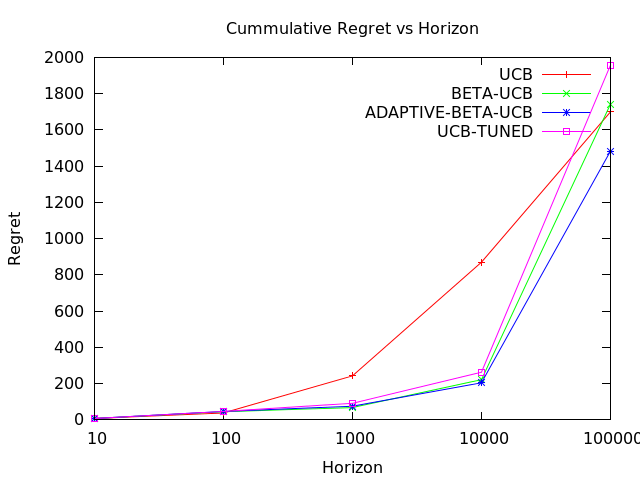 Cummulative Regret vs Horizon
2000
1800
1600
1400
1200
1000
800
600
400
200
0
Regret
UCB
BETA-UCB
ADAPTIVE-BETA-UCB
UCB-TUNED
10 100 1000 10000 100000
Horizon